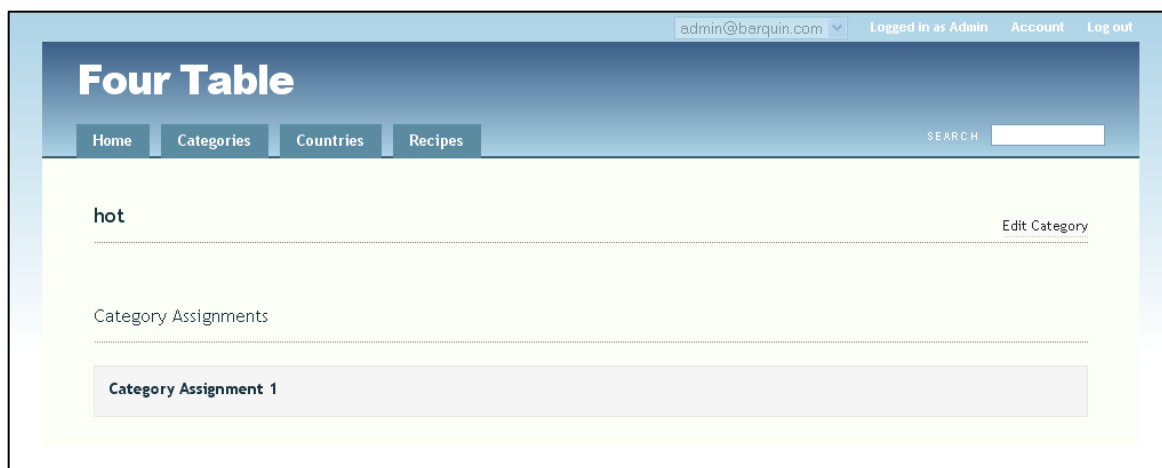 admin@barquin.com Logged in as Admin Account Log out
Four Table
Home Categories Countries Recipes SEARCH
hot
Edit Category
Category Assignments
Category Assignment 1